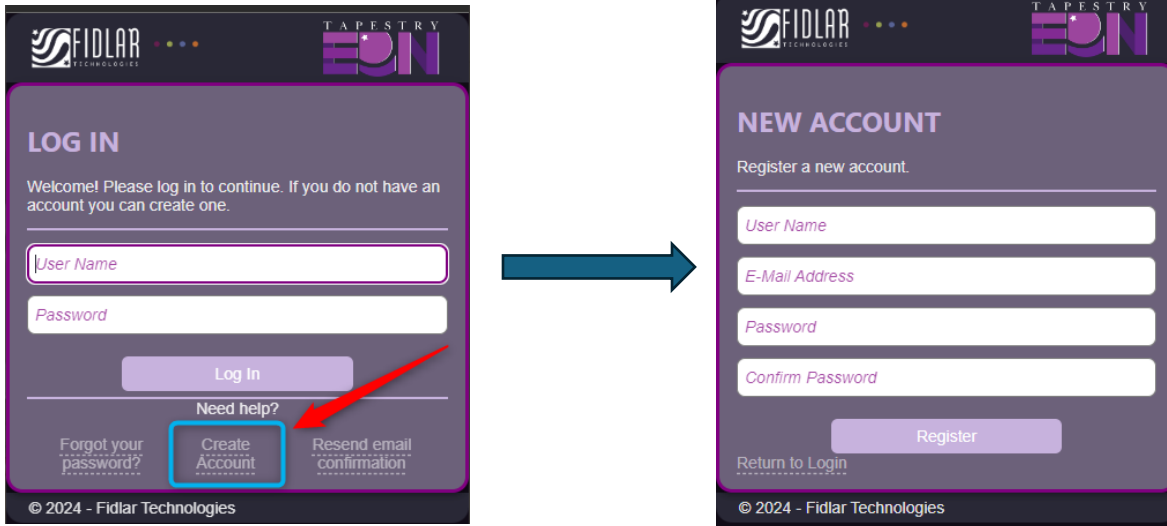 FIDLAR
TECHNOLOGIES
TAPESTRY
EON
LOG IN
Welcome! Please log in to continue. If you do not have an
account you can create one.
User Name
Password
Log In
Need help?
Forgot your
password?
Create
Account
Resend email
confirmation
© 2024 - Fidlar Technologies
FIDLAR
TECHNOLOGIES
TAPESTRY
EON
NEW ACCOUNT
Register a new account.
User Name
E-Mail Address
Password
Confirm Password
Register
Return to Login
© 2024 - Fidlar Technologies